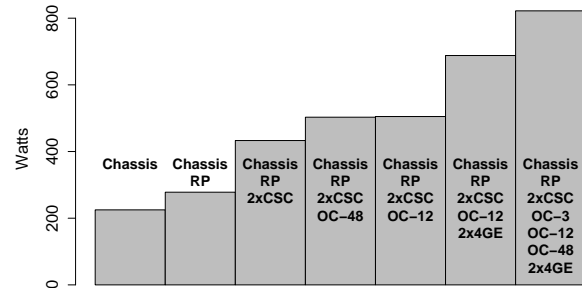 800
600
400
200
0
Watts
Chassis
Chassis
RP
Chassis
RP
2xCSC
Chassis
RP
2xCSC
OC−48
Chassis
RP
2xCSC
OC−12
Chassis
RP
2xCSC
OC−12
2x4GE
Chassis
RP
2xCSC
OC−3
OC−12
OC−48
2x4GE